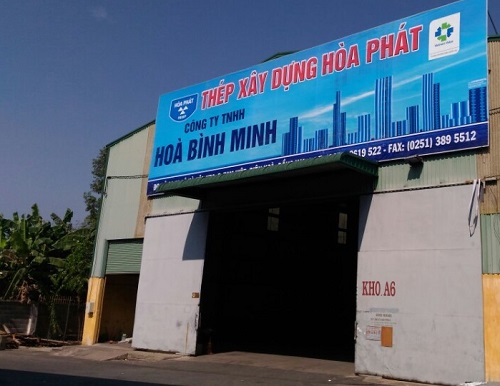 THÉP XÂY DỰNG HÒA PHÁT
HÒA PHÁT
CÔNG TY TNHH
HOÀ BÌNH MINH
519 522 - FAX: (0251) 389 5512
KHO A6